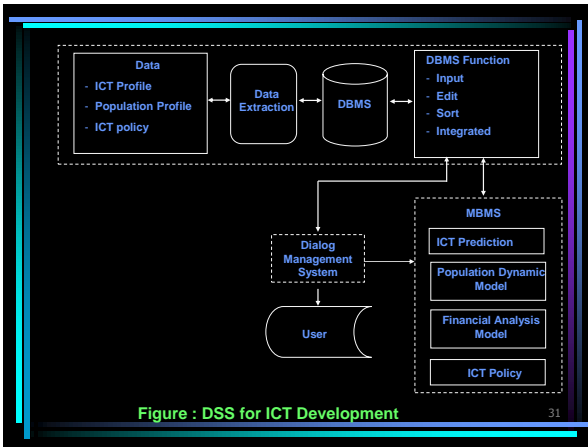 Data
- ICT Profile
- Population Profile
- ICT policy
Data
Extraction
DBMS
DBMS Function
- Input
- Edit
- Sort
- Integrated
MBMS
ICT Prediction
Population Dynamic
Model
Financial Analysis
Model
ICT Policy
Dialog
Management
System
User
Figure : DSS for ICT Development
31